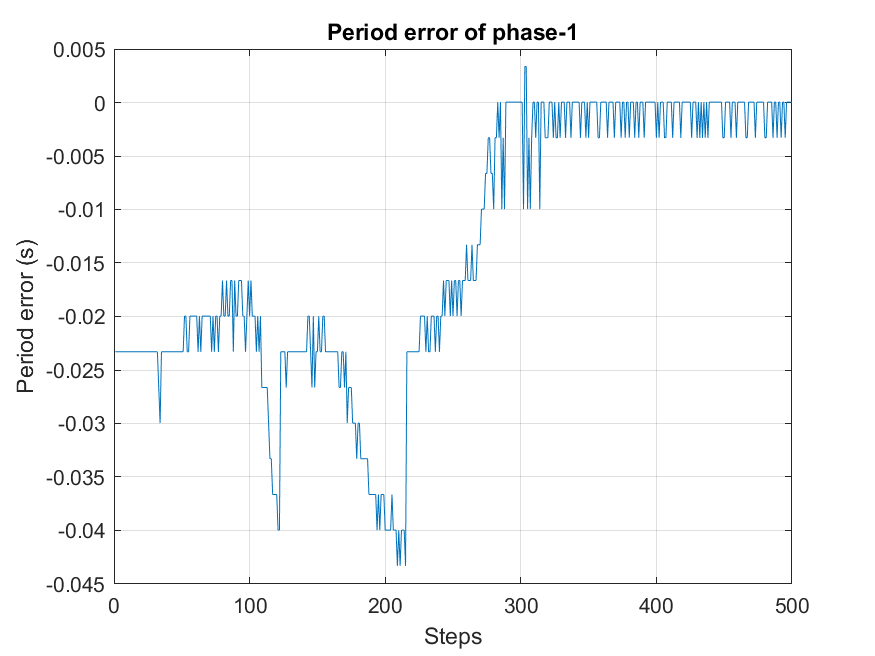 Period error of phase-1
0.005
0
-0.005
-0.01
-0.015
-0.02
-0.025
-0.03
-0.035
-0.04
-0.045
Period error (s)
0 100 200 300 400 500
Steps